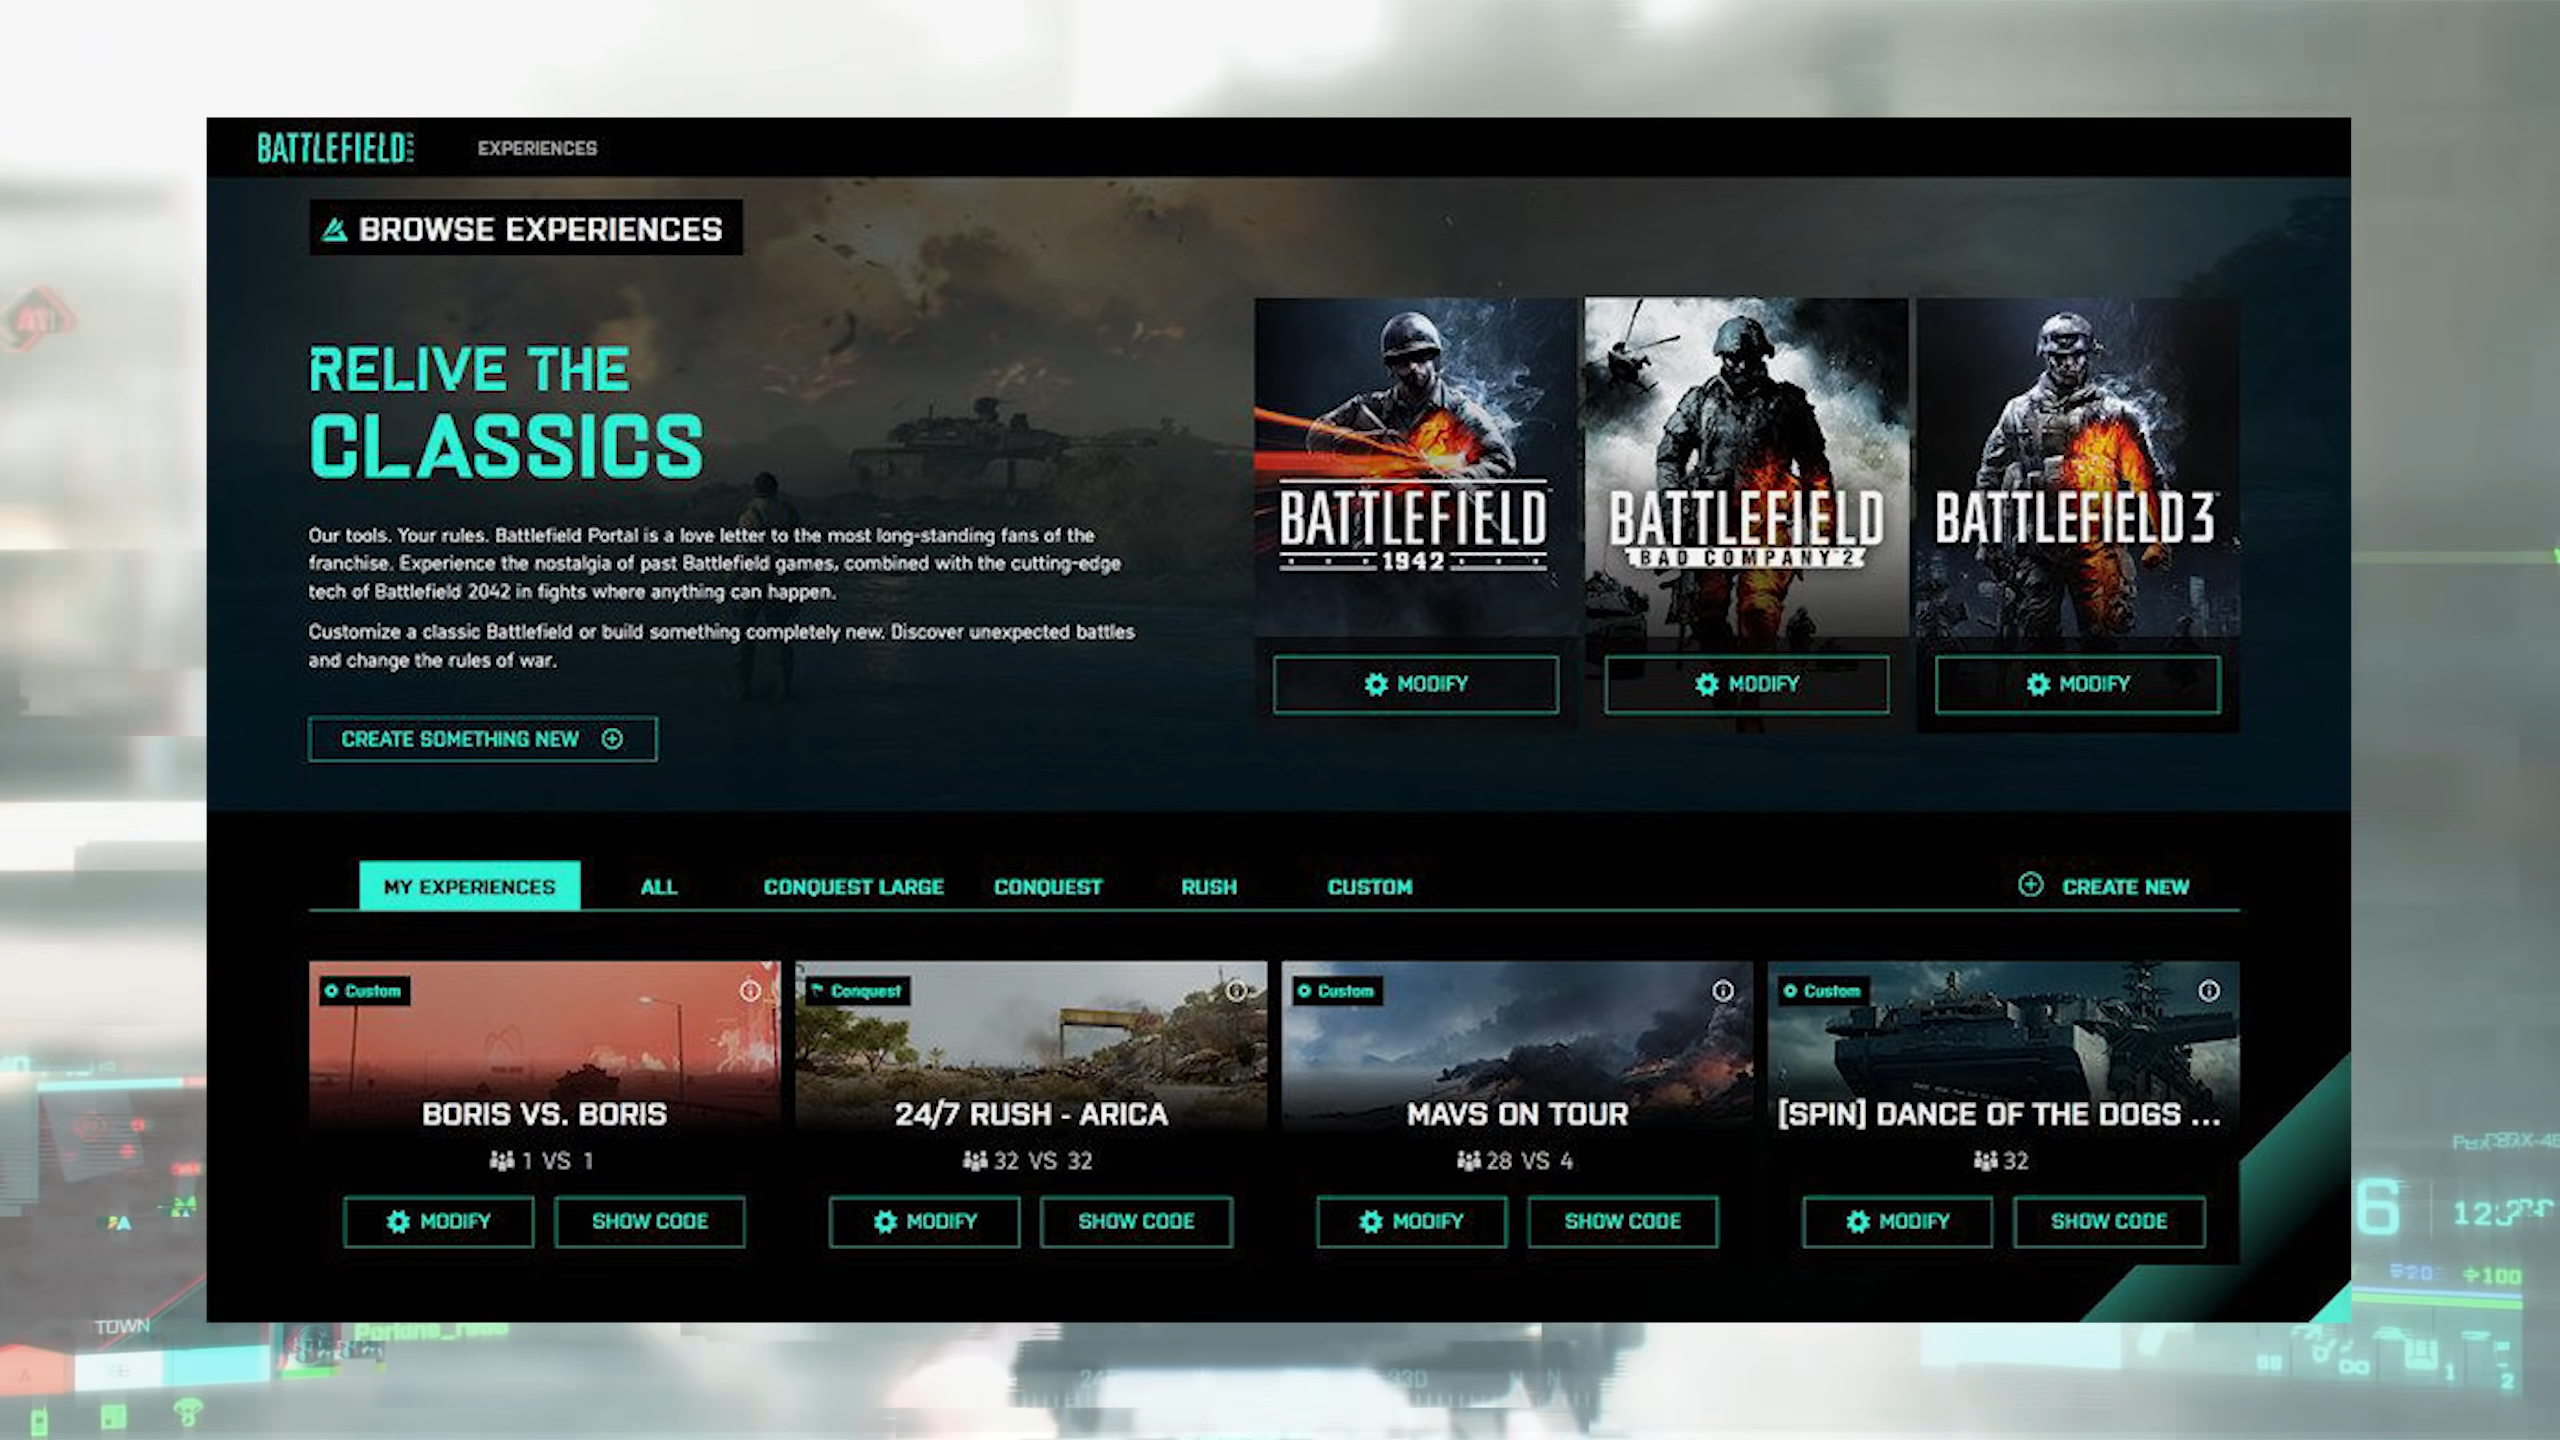 BATTLEFIELD
EXPERIENCES
BROWSE EXPERIENCES
RELIVE THE
CLASSICS
Our tools. Your rules. Battlefield Portal is a love letter to the most long-standing fans of the
franchise. Experience the nostalgia of past Battlefield games, combined with the cutting-edge
tech of Battlefield 2042 in fights where anything can happen.
Customize a classic Battlefield or build something completely new. Discover unexpected battles
and change the rules of war.
CREATE SOMETHING NEW
BATTLEFIELD
1942
MODIFY
BATTLEFIELD
BAD COMPANY 2
MODIFY
BATTLEFIELD 3
MODIFY
MY EXPERIENCES
ALL
CONQUEST LARGE
CONQUEST
RUSH
CUSTOM
CREATE NEW
Custom
BORIS VS. BORIS
1 VS 1
MODIFY
SHOW CODE
Conquest
24/7 RUSH - ARICA
32 VS 32
MODIFY
SHOW CODE
Custom
MAVS ON TOUR
28 VS 4
MODIFY
SHOW CODE
Custom
[SPIN] DANCE OF THE DOGS ...
32
MODIFY
SHOW CODE
TOWN
6
+100